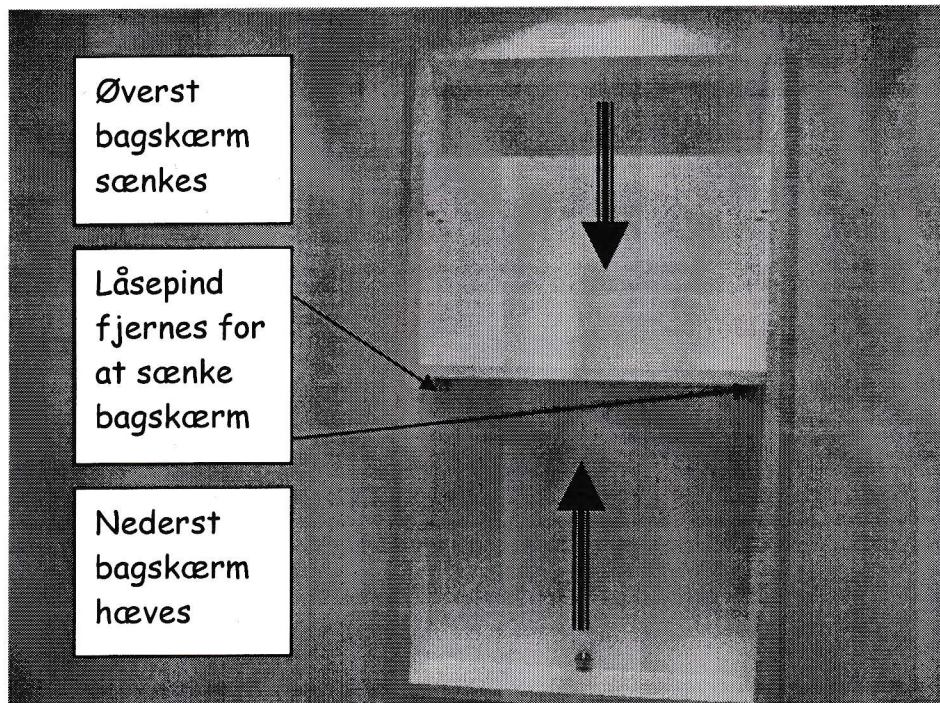 Øverst
bagskærm
sænkes
Låsepind
fjernes for
at sænke
bagskærm
Nederst
bagskærm
hæves